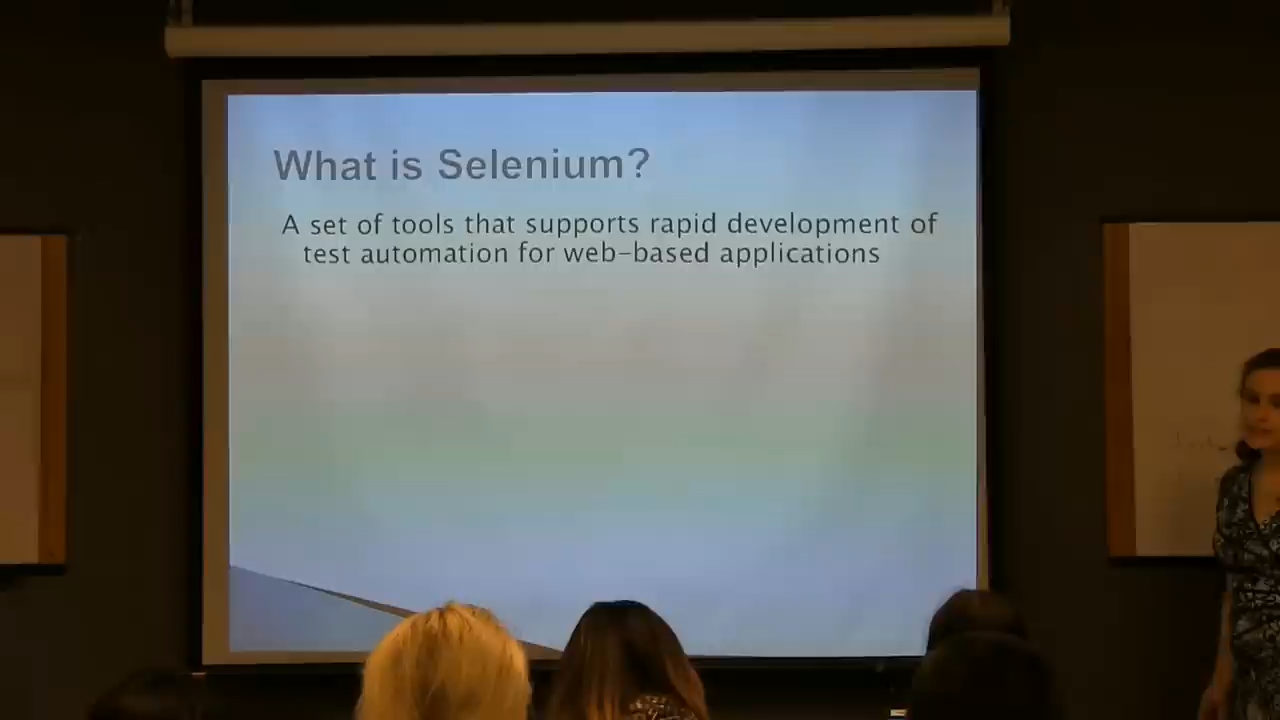 What is Selenium?
A set of tools that supports rapid development of
test automation for web-based applications